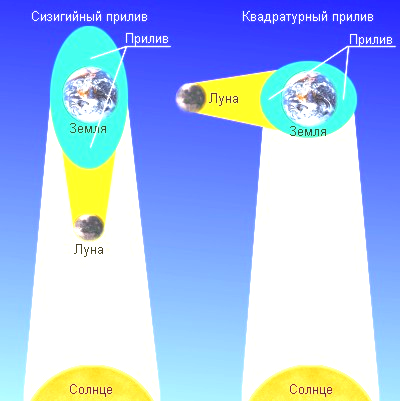 Сизигийный прилив
Прилив
Земля
Луна
Солнце
Квадратурный прилив
Прилив
Луна
Земля
Солнце